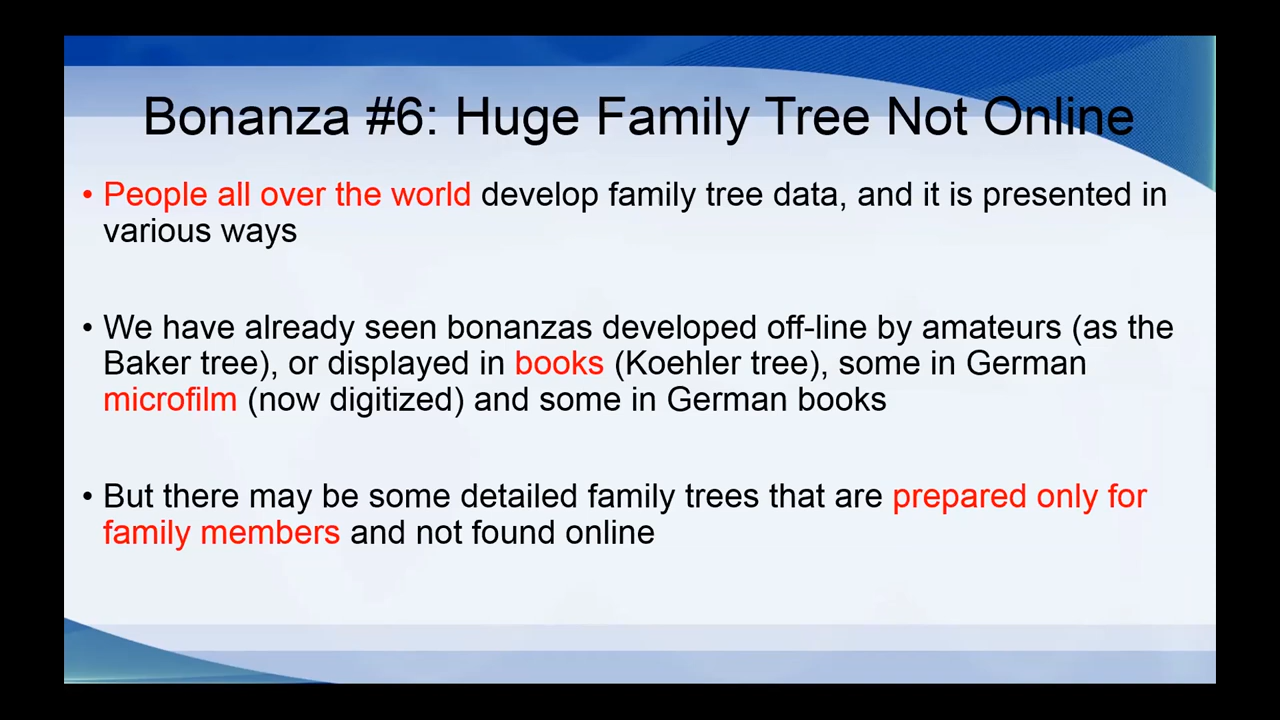 Bonanza #6: Huge Family Tree Not Online
• People all over the world develop family tree data, and it is presented in
various ways
• We have already seen bonanzas developed off-line by amateurs (as the
Baker tree), or displayed in books (Koehler tree), some in German
microfilm (now digitized) and some in German books
• But there may be some detailed family trees that are prepared only for
family members and not found online